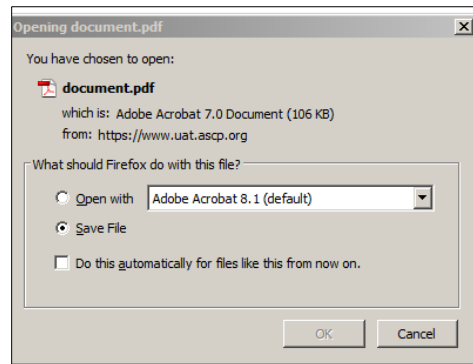 Opening document.pdf
You have chosen to open:
document.pdf
which is: Adobe Acrobat 7.0 Document (106 KB)
from: https://www.uat.ascp.org
What should Firefox do with this file?
Open with Adobe Acrobat 8.1 (default)
Save File
Do this automatically for files like this from now on.
OK Cancel